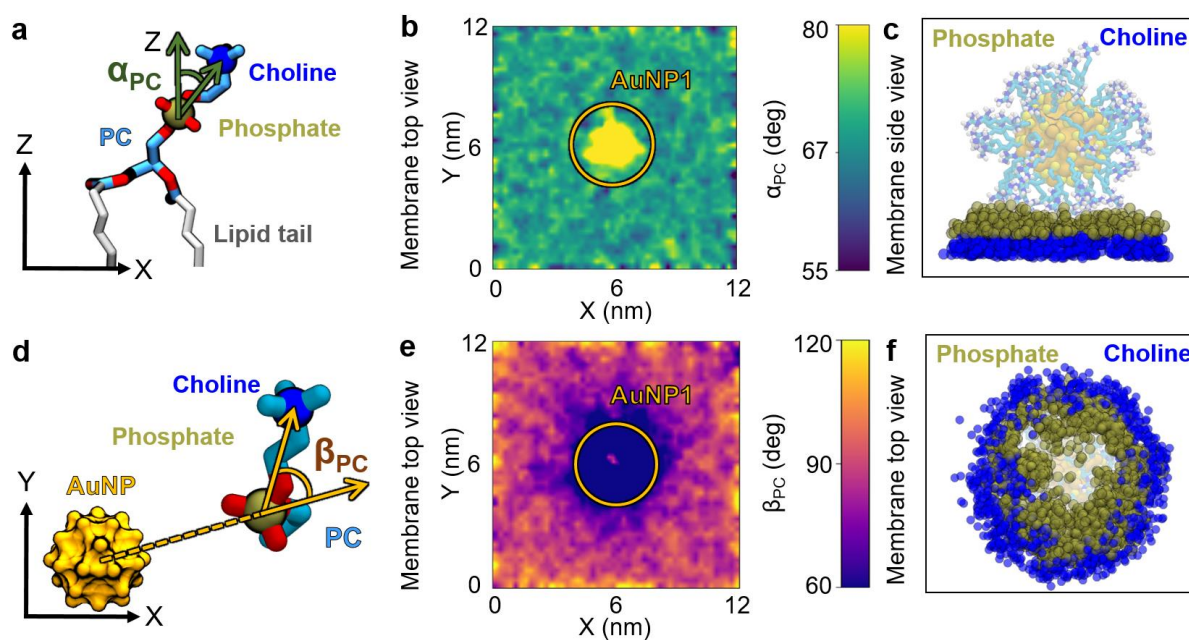 a
Z
α_PC
Choline
Phosphate
PC
Z
Lipid tail
X
b
Membrane top view
Y (nm)
12
6
0
AuNP1
0
6
12
X (nm)
80
67
55
α_PC (deg)
c
Membrane side view
Phosphate Choline
d
Choline
Phosphate
β_PC
AuNP
Y
PC
X
e
Membrane top view
Y (nm)
12
6
0
AuNP1
0
6
12
X (nm)
120
90
60
β_PC (deg)
f
Membrane top view
Phosphate Choline